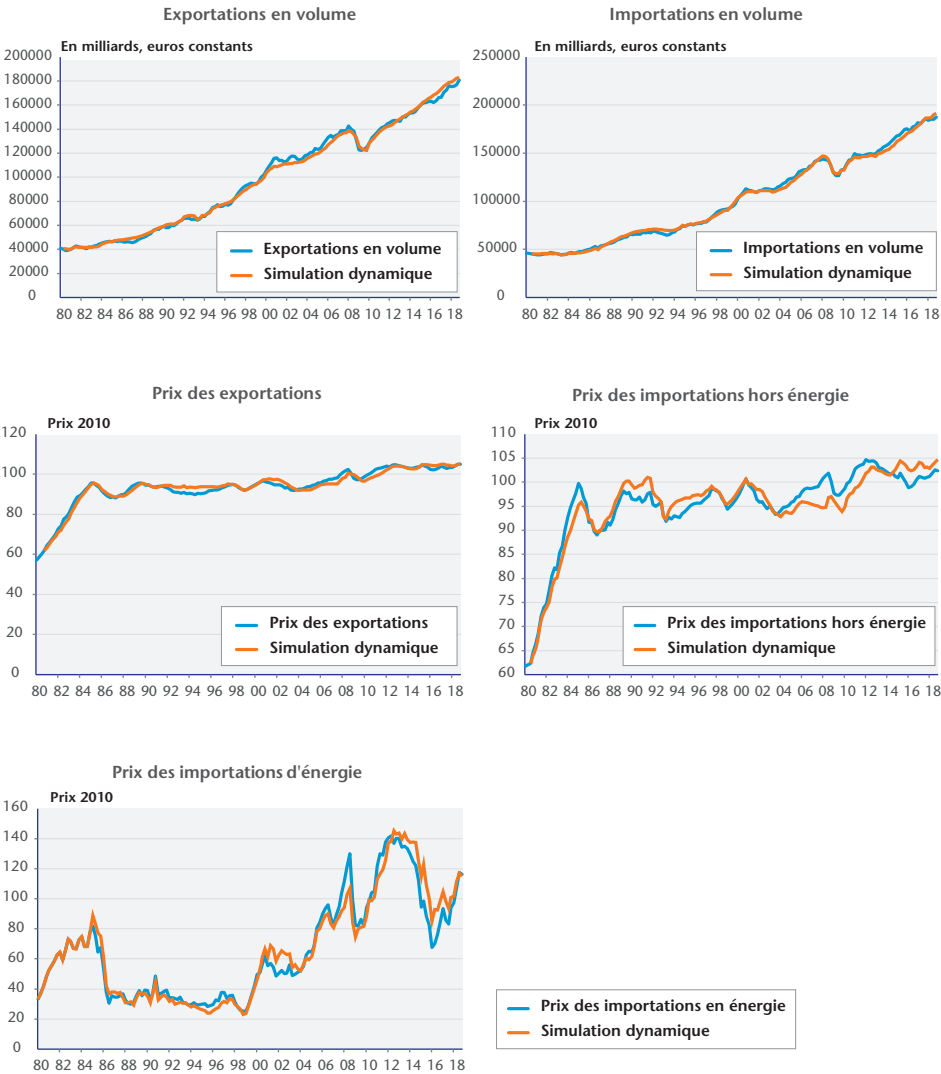 Exportations en volume
En milliards, euros constants
200000
180000
160000
140000
120000
100000
80000
60000
40000
20000
0
Exportations en volume
Simulation dynamique
80 82 84 86 88 90 92 94 96 98 00 02 04 06 08 10 12 14 16 18
Importations en volume
En milliards, euros constants
250000
200000
150000
100000
50000
0
Importations en volume
Simulation dynamique
80 82 84 86 88 90 92 94 96 98 00 02 04 06 08 10 12 14 16 18
Prix des exportations
Prix 2010
120
100
80
60
40
20
0
Prix des exportations
Simulation dynamique
80 82 84 86 88 90 92 94 96 98 00 02 04 06 08 10 12 14 16 18
Prix des importations hors énergie
Prix 2010
110
105
100
95
90
85
80
75
70
65
60
Prix des importations hors énergie
Simulation dynamique
80 82 84 86 88 90 92 94 96 98 00 02 04 06 08 10 12 14 16 18
Prix des importations d'énergie
Prix 2010
160
140
120
100
80
60
40
20
0
80 82 84 86 88 90 92 94 96 98 00 02 04 06 08 10 12 14 16 18
Prix des importations en énergie
Simulation dynamique